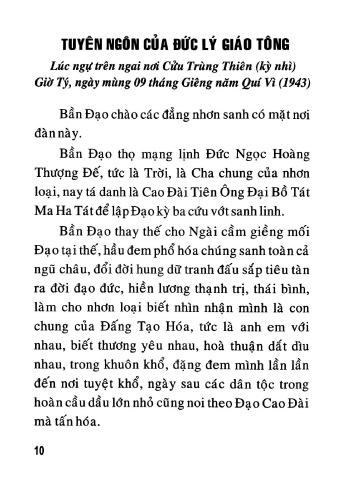 TUYÊN NGÔN CỦA ĐỨC LÝ GIÁO TÔNG
Lúc ngự trên ngai nơi Cửu Trùng Thiên (kỳ nhì)
Giờ Tý, ngày mùng 09 tháng Giêng năm Quí Vì (1943)
Bần Đạo chào các đẳng nhơn sanh có mặt nơi
đàn này.
Bần Đạo thọ mạng lịnh Đức Ngọc Hoàng
Thượng Đế, tức là Trời, là Cha chung của nhơn
loại, nay tá danh là Cao Đài Tiên Ông Đại Bồ Tát
Ma Ha Tát để lập Đạo kỳ ba cứu vớt sanh linh.
Bần Đạo thay thế cho Ngài cầm giềng mối
Đạo tại thế, hầu đem phổ hóa chúng sanh toàn cả
ngũ châu, đổi đời hung dữ tranh đấu sắp tiêu tàn
ra đời đạo đức, hiền lương thạnh trị, thái bình,
làm cho nhơn loại biết nhìn nhận mình là con
chung của Đấng Tạo Hóa, tức là anh em với
nhau, biết thương yêu nhau, hoà thuận dắt dìu
nhau, trong khuôn khổ, đặng đem mình lần lần
đến nơi tuyệt khổ, ngày sau các dân tộc trong
hoàn cầu dầu lớn nhỏ cũng noi theo Đạo Cao Đài
mà tấn hóa.
10